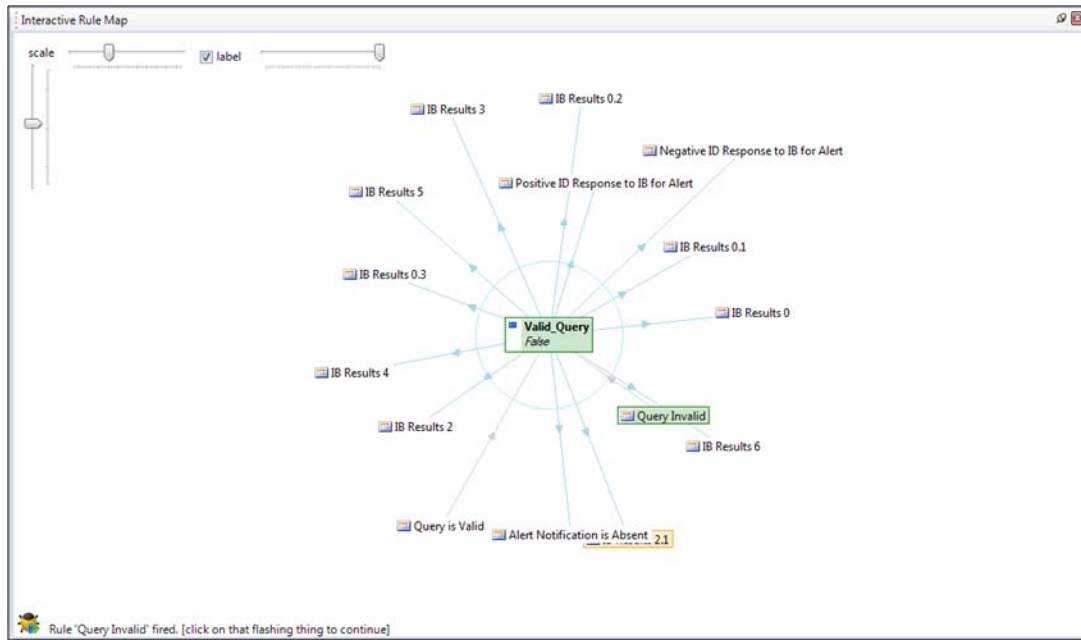 Interactive Rule Map
scale
label
IB Results 0.2
IB Results 3
Negative ID Response to IB for Alert
Positive ID Response to IB for Alert
IB Results 5
IB Results 0.1
IB Results 0.3
IB Results 0
Valid_Query
False
IB Results 4
Query Invalid
IB Results 2
IB Results 6
Query is Valid
Alert Notification is Absent
2.1
Rule 'Query Invalid' fired. [click on that flashing thing to continue]